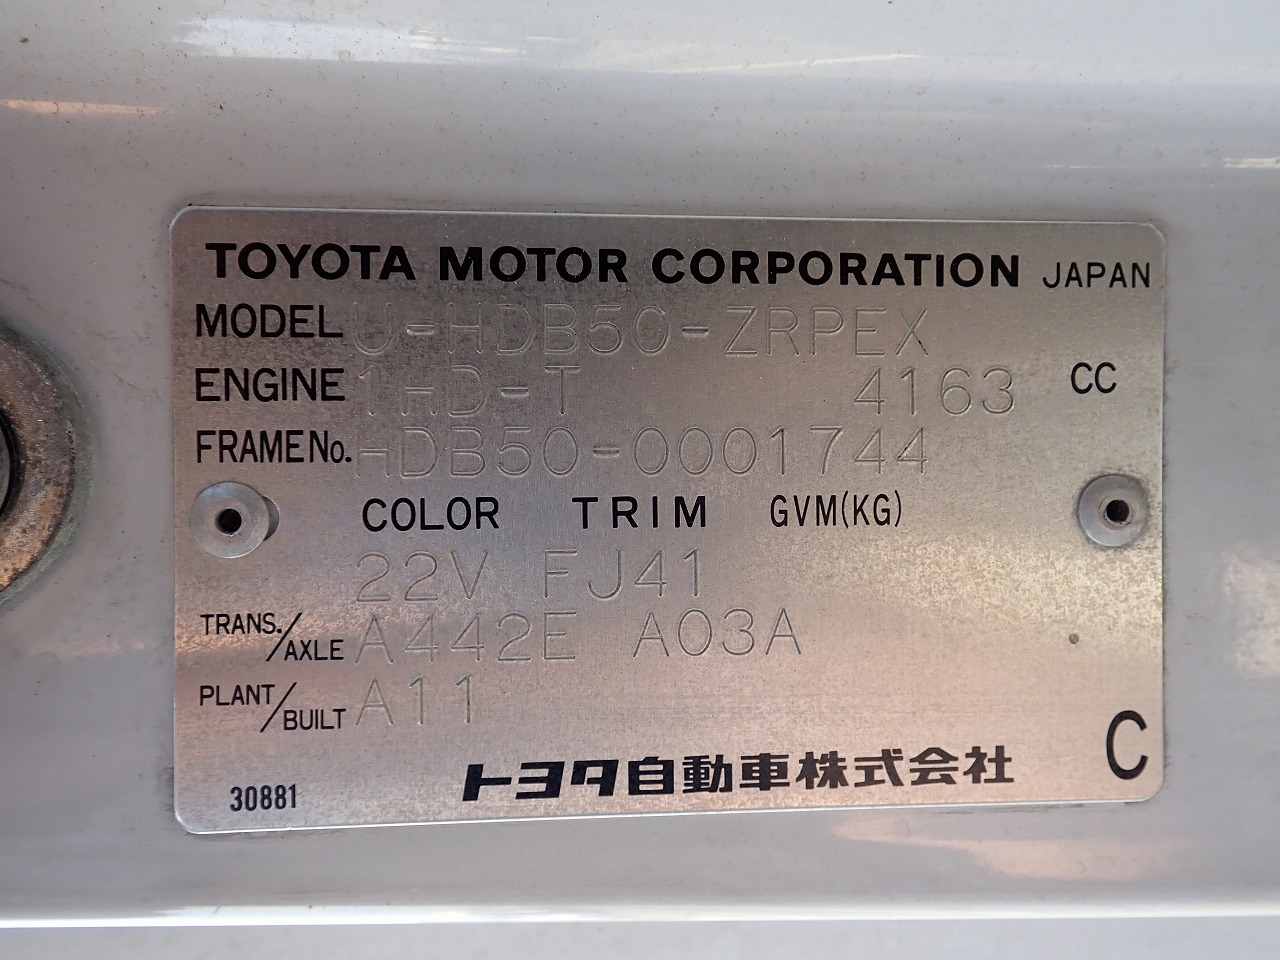 TOYOTA MOTOR CORPORATION JAPAN
MODEL U-HDB50-ZRPEX
ENGINE 1HD-T 4163 CC
FRAME No. HDB50-0001744
COLOR TRIM GVM(KG)
22V FJ41
TRANS./AXLE A442E A03A
PLANT/BUILT A11
トヨタ自動車株式会社 C
30881